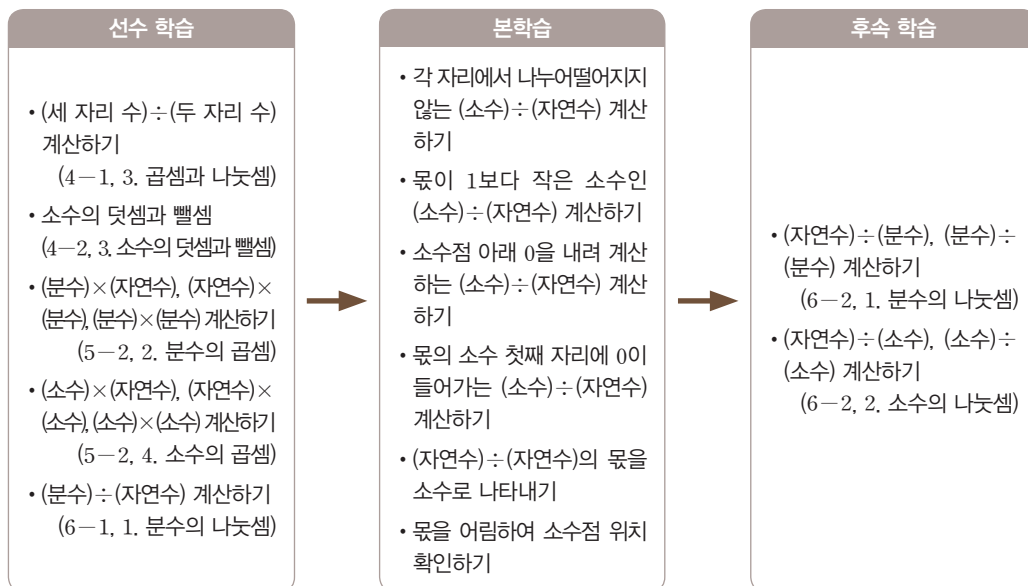 선수 학습
• (세 자리 수)÷(두 자리 수)
계산하기
(4-1, 3. 곱셈과 나눗셈)
• 소수의 덧셈과 뺄셈
(4-2, 3. 소수의 덧셈과 뺄셈)
• (분수)×(자연수), (자연수)×
(분수), (분수)×(분수) 계산하기
(5-2, 2. 분수의 곱셈)
• (소수)×(자연수), (자연수)×
(소수), (소수)×(소수) 계산하기
(5-2, 4. 소수의 곱셈)
• (분수)÷(자연수) 계산하기
(6-1, 1. 분수의 나눗셈)
본학습
• 각 자리에서 나누어떨어지지
않는 (소수)÷(자연수) 계산
하기
• 몫이 1보다 작은 소수인
(소수)÷(자연수) 계산하기
• 소수점 아래 0을 내려 계산
하는 (소수)÷(자연수) 계산
하기
• 몫의 소수 첫째 자리에 0이
들어가는 (소수)÷(자연수)
계산하기
• (자연수)÷(자연수)의 몫을
소수로 나타내기
• 몫을 어림하여 소수점 위치
확인하기
후속 학습
• (자연수)÷(분수), (분수)÷
(분수) 계산하기
(6-2, 1. 분수의 나눗셈)
• (자연수)÷(소수), (소수)÷
(소수) 계산하기
(6-2, 2. 소수의 나눗셈)